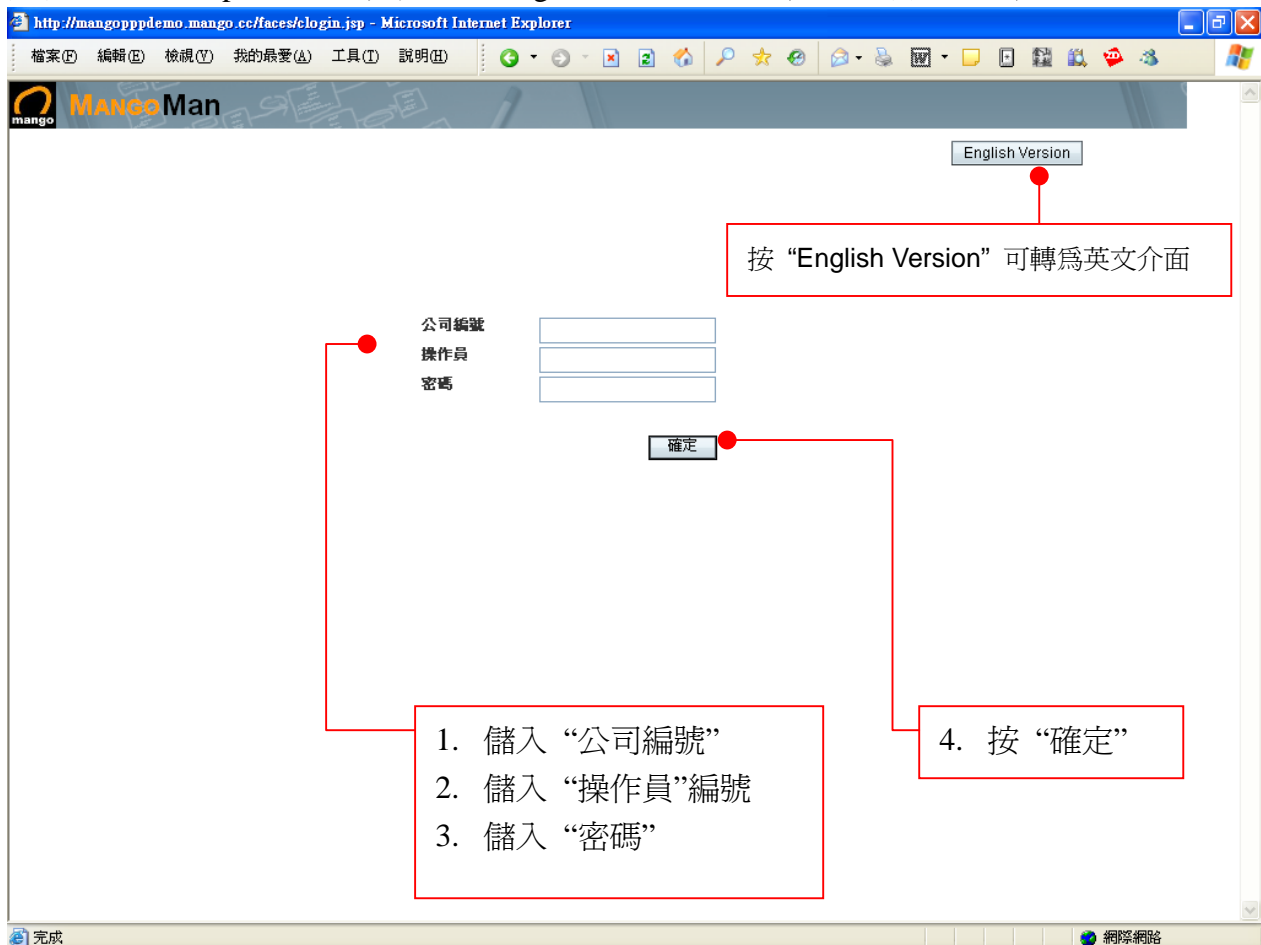 http://mangopppdemo.mango.cc/faces/clogin.jsp - Microsoft Internet Explorer
檔案(F) 編輯(E) 檢視(V) 我的最愛(A) 工具(T) 說明(H)
mango MANGOMan
English Version
按 “English Version” 可轉爲英文介面
公司編號
操作員
密碼
確定
1. 儲入 “公司編號”
2. 儲入 “操作員”編號
3. 儲入 “密碼”
4. 按 “確定”
完成
網際網路